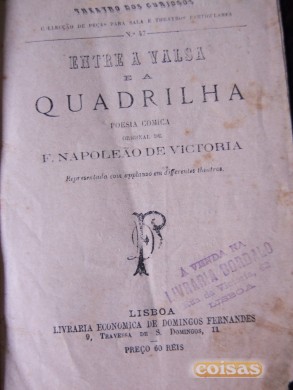 THEATRO DOS CURIOSOS
COLLECÇÃO DE PEÇAS PARA SALA E THEATROS PARTICULARES
N.º 47
ENTRE A VALSA
E A
QUADRILHA
POESIA COMICA
ORIGINAL DE
F. NAPOLEÃO DE VICTORIA
Representada com applauso em differentes theatros.
A VENDA NA
LIVRARIA BORDALO
LISBOA
LISBOA
LIVRARIA ECONOMICA DE DOMINGOS FERNANDES
9, TRAVESSA DE S. DOMINGOS, 11
PREÇO 60 RÉIS
coisas